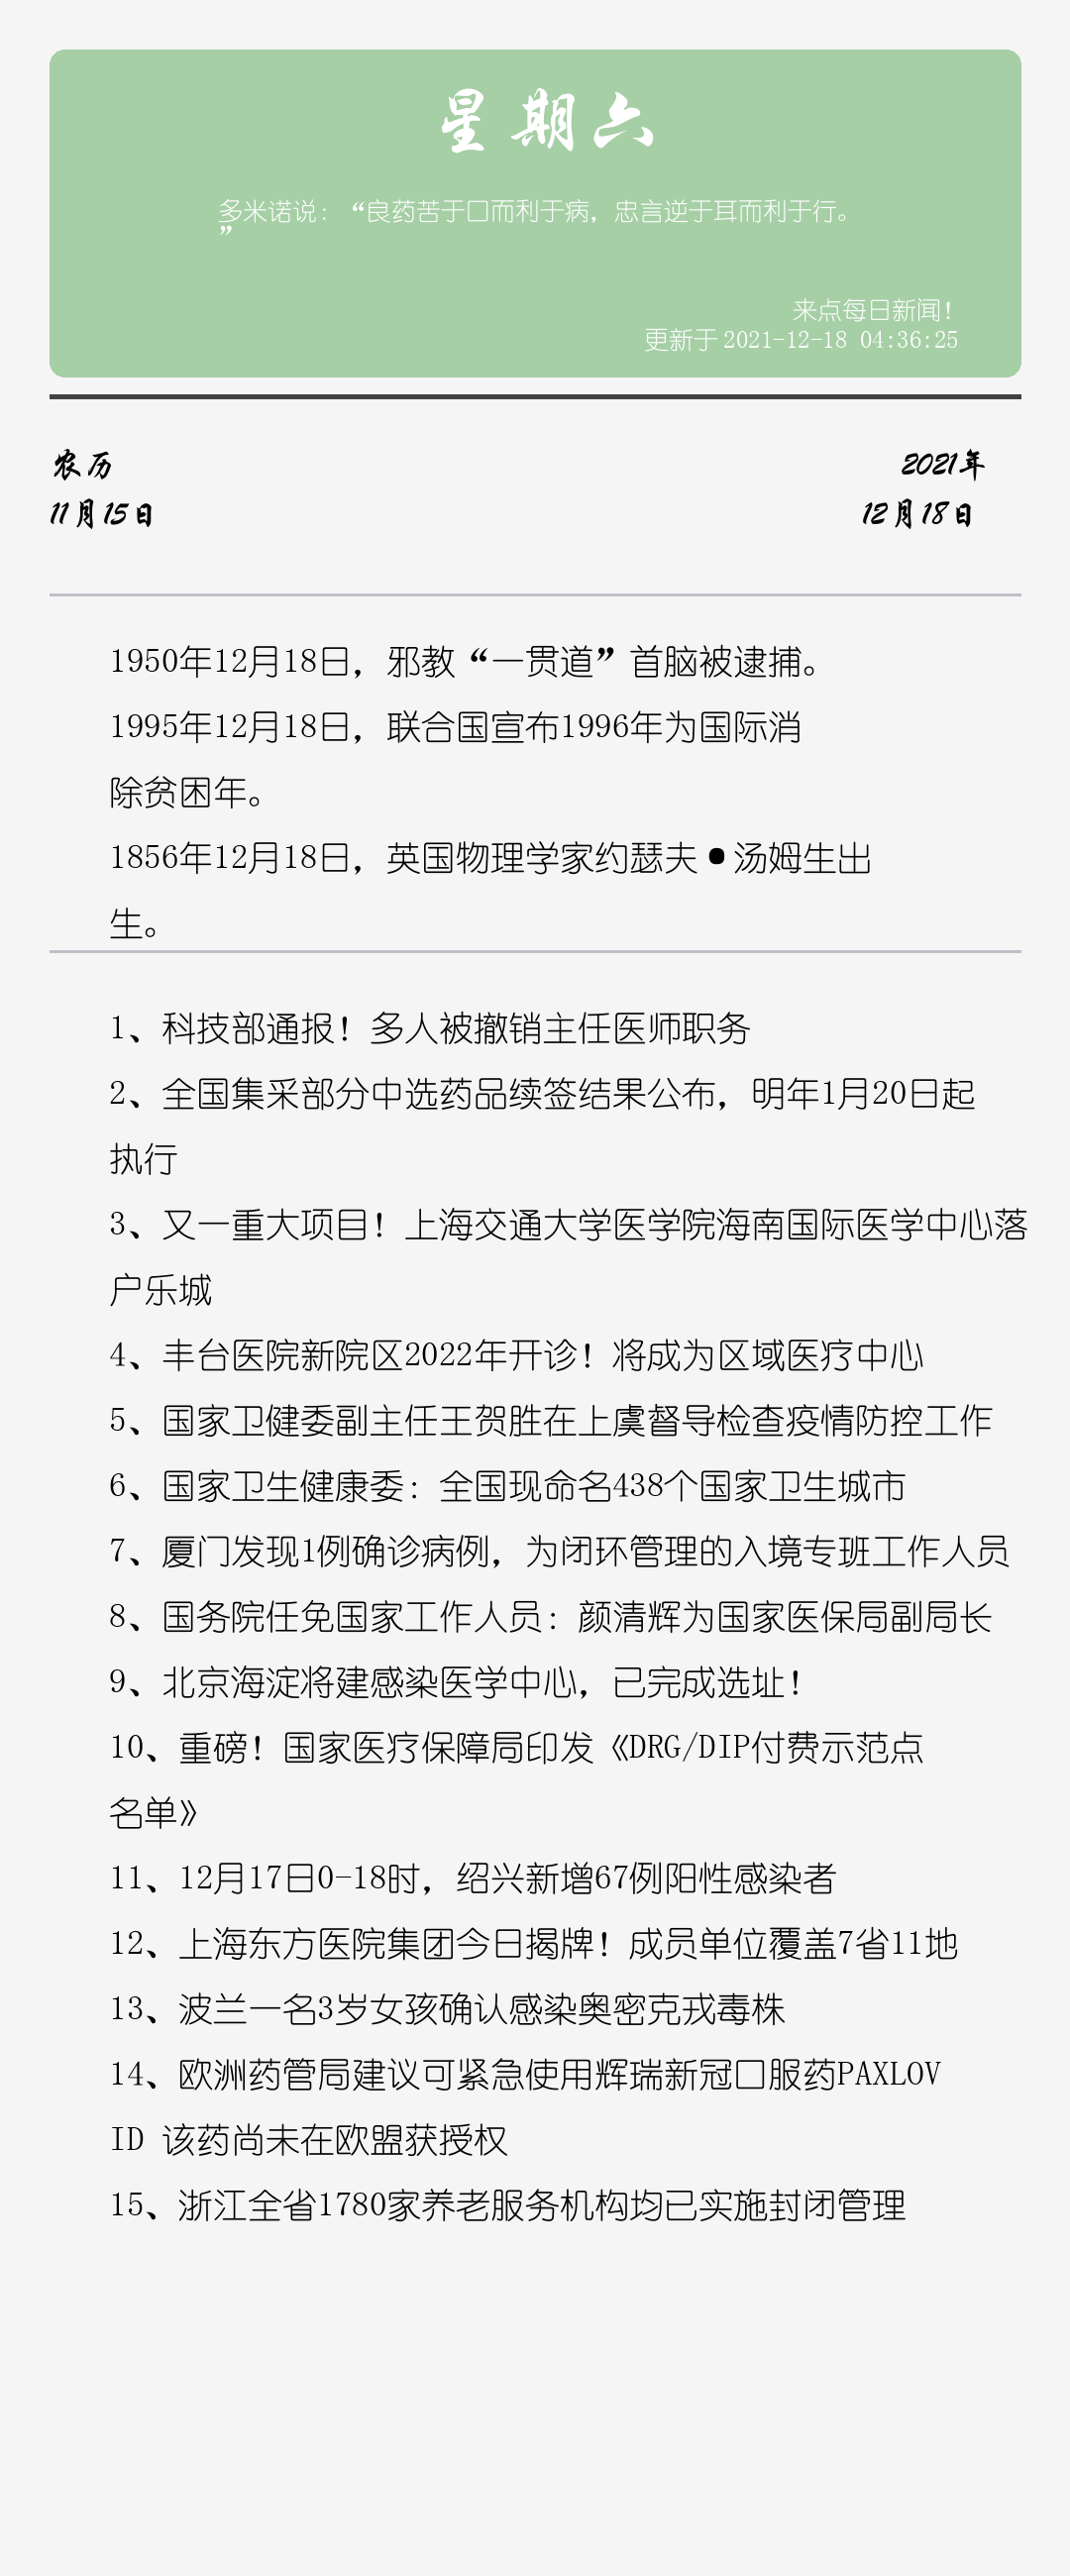 星期六
多米诺说：“良药苦于口而利于病，忠言逆于耳而利于行。
”
来点每日新闻！
更新于 2021-12-18 04:36:25
农历
2021年
11月15日
12月18日
1950年12月18日，邪教“一贯道”首脑被逮捕。
1995年12月18日，联合国宣布1996年为国际消
除贫困年。
1856年12月18日，英国物理学家约瑟夫•汤姆生出
生。
1、科技部通报！多人被撤销主任医师职务
2、全国集采部分中选药品续签结果公布，明年1月20日起
执行
3、又一重大项目！上海交通大学医学院海南国际医学中心落
户乐城
4、丰台医院新院区2022年开诊！将成为区域医疗中心
5、国家卫健委副主任王贺胜在上虞督导检查疫情防控工作
6、国家卫生健康委：全国现命名438个国家卫生城市
7、厦门发现1例确诊病例，为闭环管理的入境专班工作人员
8、国务院任免国家工作人员：颜清辉为国家医保局副局长
9、北京海淀将建感染医学中心，已完成选址！
10、重磅！国家医疗保障局印发《DRG/DIP付费示范点
名单》
11、12月17日0-18时，绍兴新增67例阳性感染者
12、上海东方医院集团今日揭牌！成员单位覆盖7省11地
13、波兰一名3岁女孩确认感染奥密克戎毒株
14、欧洲药管局建议可紧急使用辉瑞新冠口服药PAXLOV
ID 该药尚未在欧盟获授权
15、浙江全省1780家养老服务机构均已实施封闭管理